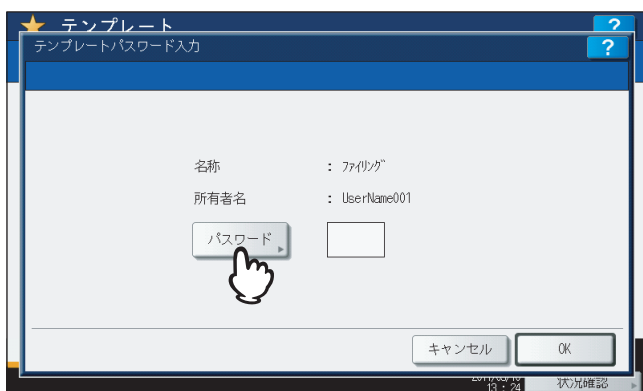 テンプレート
?
テンプレートパスワード入力
?
名称 : ﾌｧｲﾘﾝｸﾞ
所有者名 : UserName001
パスワード
キャンセル
OK
13:24
状況確認